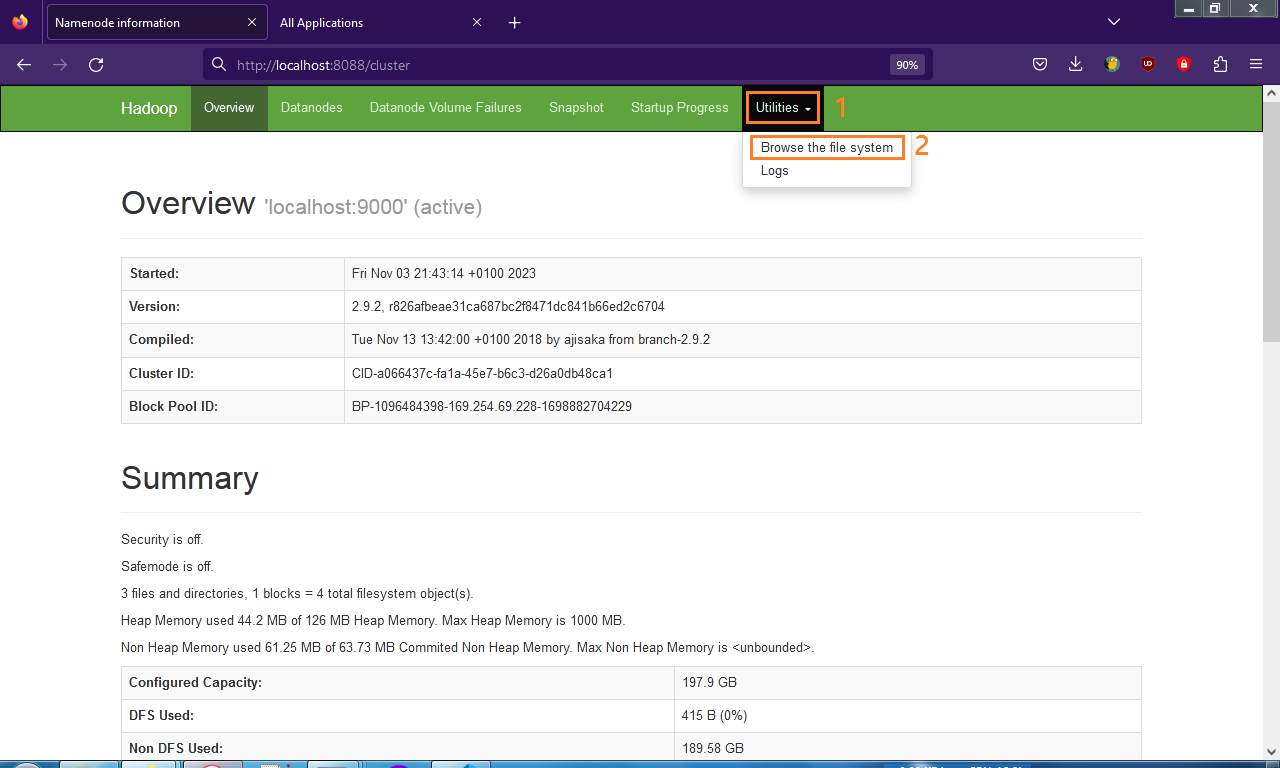 Namenode information
All Applications
http://localhost:8088/cluster
90%
Hadoop Overview Datanodes Datanode Volume Failures Snapshot Startup Progress Utilities 1
Browse the file system 2
Logs
Overview 'localhost:9000' (active)
Started: Fri Nov 03 21:43:14 +0100 2023
Version: 2.9.2, r826afbeae31ca687bc2f8471dc841b66ed2c6704
Compiled: Tue Nov 13 13:42:00 +0100 2018 by ajisaka from branch-2.9.2
Cluster ID: CID-a066437c-fa1a-45e7-b6c3-d26a0db48ca1
Block Pool ID: BP-1096484398-169.254.69.228-1698882704229
Summary
Security is off.
Safemode is off.
3 files and directories, 1 blocks = 4 total filesystem object(s).
Heap Memory used 44.2 MB of 126 MB Heap Memory. Max Heap Memory is 1000 MB.
Non Heap Memory used 61.25 MB of 63.73 MB Commited Non Heap Memory. Max Non Heap Memory is <unbounded>.
Configured Capacity: 197.9 GB
DFS Used: 415 B (0%)
Non DFS Used: 189.58 GB